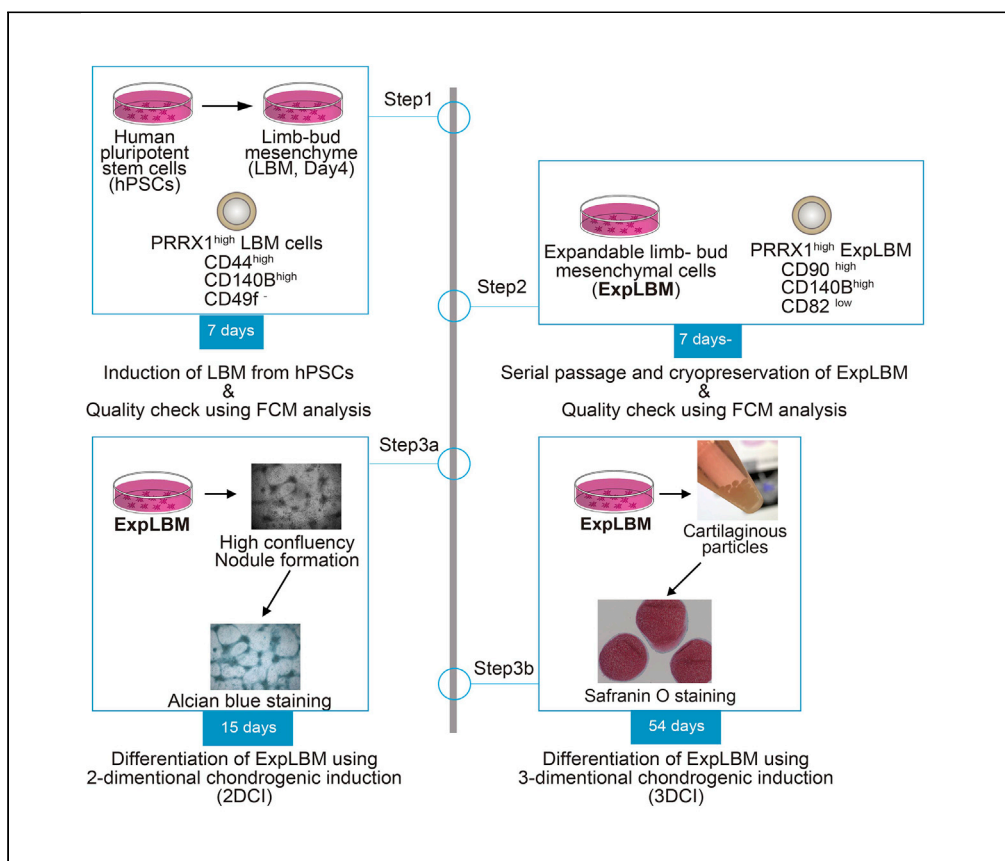 Step1
Human
pluripotent
stem cells
(hPSCs)
Limb-bud
mesenchyme
(LBM, Day4)
PRRX1high LBM cells
CD44high
CD140Bhigh
CD49f -
7 days
Induction of LBM from hPSCs
&
Quality check using FCM analysis
Step2
Expandable limb- bud
mesenchymal cells
(ExpLBM)
PRRX1high ExpLBM
CD90 high
CD140Bhigh
CD82 low
7 days-
Serial passage and cryopreservation of ExpLBM
&
Quality check using FCM analysis
Step3a
ExpLBM
High confluency
Nodule formation
Alcian blue staining
15 days
Differentiation of ExpLBM using
2-dimentional chondrogenic induction
(2DCI)
Step3b
ExpLBM
Cartilaginous
particles
Safranin O staining
54 days
Differentiation of ExpLBM using
3-dimentional chondrogenic induction
(3DCI)